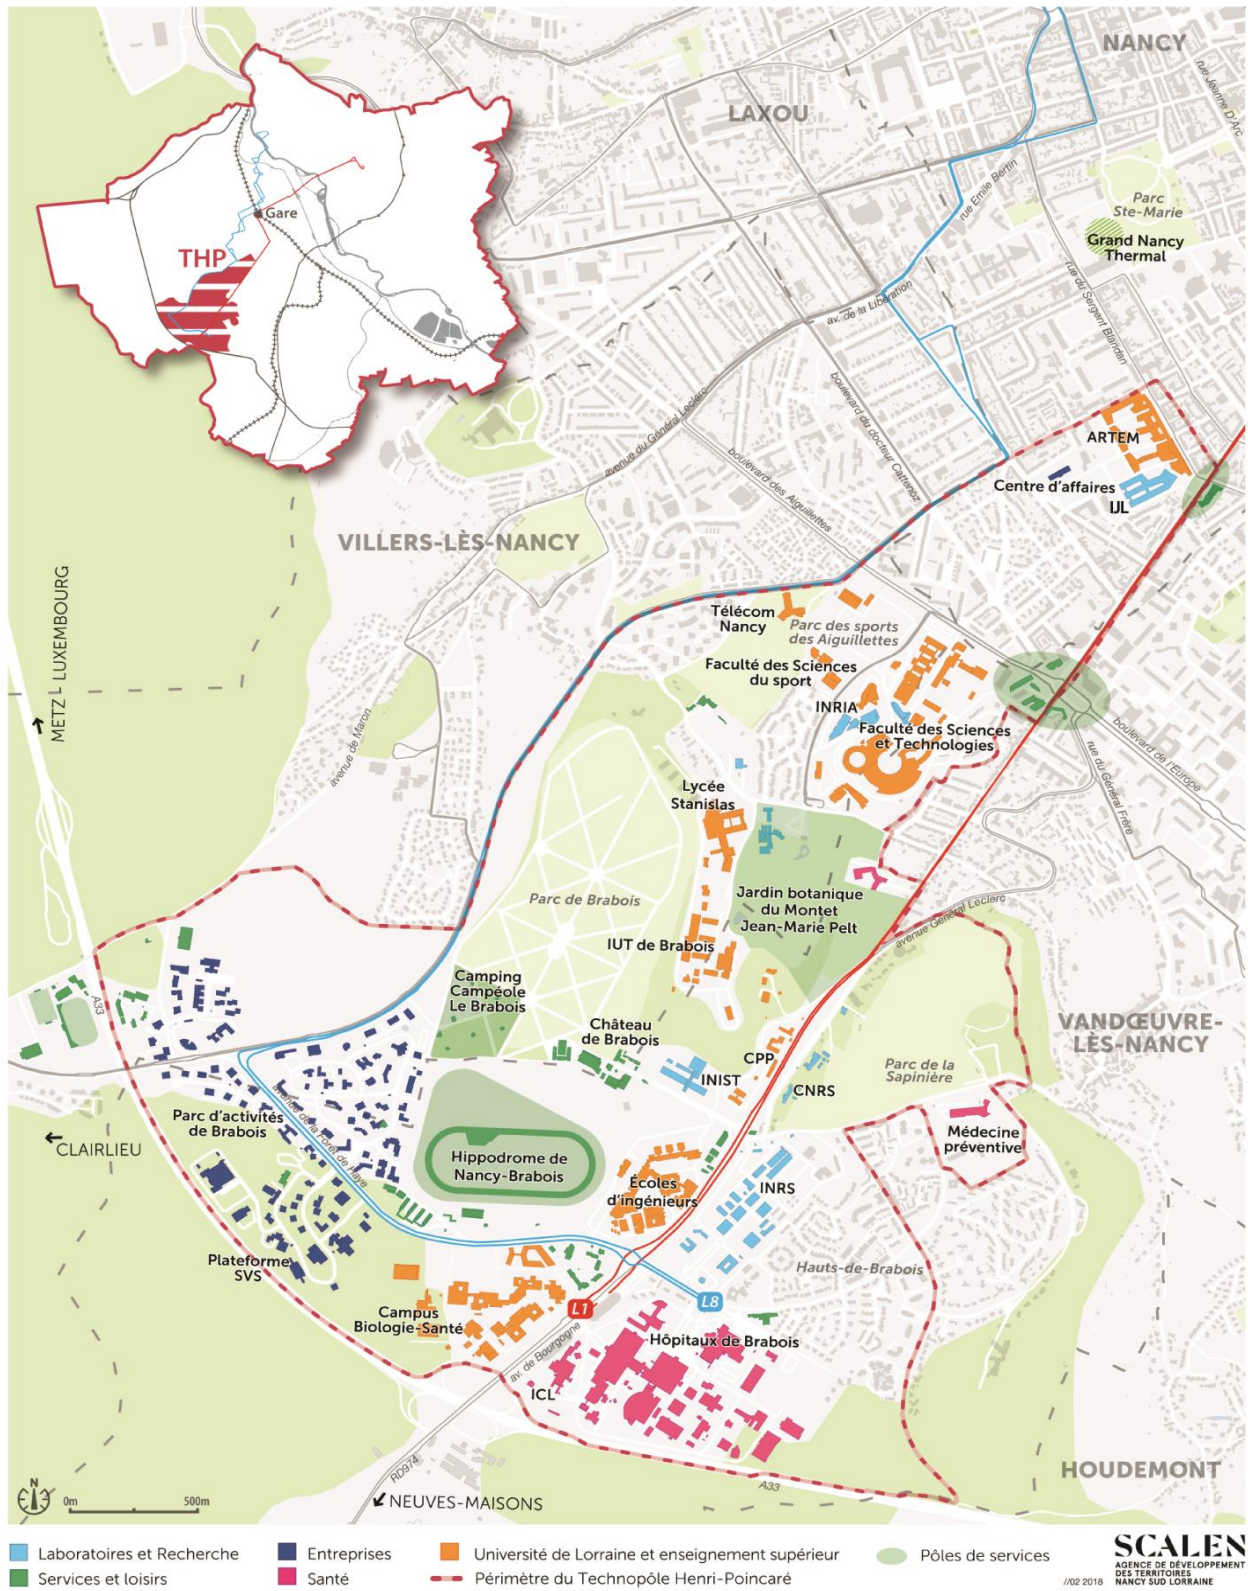 NANCY
rue Jeanne D'Arc
LAXOU
rue Emile Bertin
Parc
Ste-Marie
Grand Nancy
Thermal
Gare
THP
av. de la Libération
rue du Sergent Blandan
avenue du Général Leclerc
boulevard du docteur Cattenoz
boulevard des Aiguillettes
ARTEM
Centre d'affaires
IJL
VILLERS-LÈS-NANCY
METZ - LUXEMBOURG
Télécom
Nancy
Parc des sports
des Aiguillettes
Faculté des Sciences
du sport
INRIA
Faculté des Sciences
et Technologies
boulevard de l'Europe
rue du Général Frère
avenue de Maron
Lycée
Stanislas
Parc de Brabois
Jardin botanique
du Montet
Jean-Marie Pelt
avenue Général Leclerc
IUT de Brabois
Camping
Campéole
Le Brabois
A33
Château
de Brabois
VANDŒUVRE-
LÈS-NANCY
CPP
INIST
CNRS
Parc de la
Sapinière
Parc d'activités
de Brabois
avenue de la Forêt de Haye
CLAIRLIEU
Médecine
préventive
Hippodrome de
Nancy-Brabois
Écoles
d'ingénieurs
INRS
Plateforme
SVS
Hauts-de-Brabois
L1
L8
Campus
Biologie-Santé
Hôpitaux de Brabois
av. de Bourgogne
ICL
HOUDEMONT
RD974
A33
N
0m
500m
NEUVES-MAISONS
Laboratoires et Recherche
Entreprises
Université de Lorraine et enseignement supérieur
Pôles de services
Services et loisirs
Santé
Périmètre du Technopôle Henri-Poincaré
//02 2018
SCALEN
AGENCE DE DÉVELOPPEMENT
DES TERRITOIRES
NANCY SUD LORRAINE